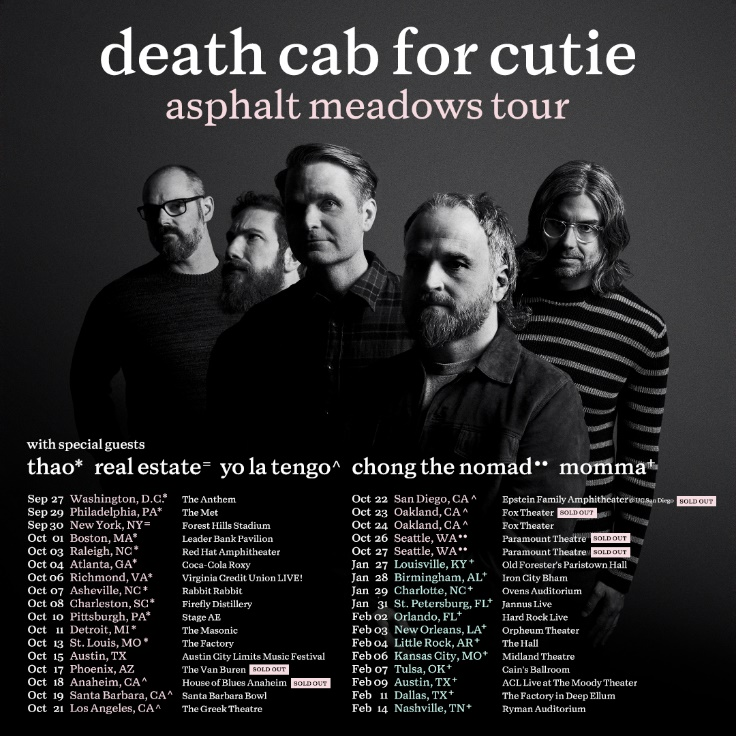 death cab for cutie
asphalt meadows tour
with special guests
thao* real estate= yo la tengo^ chong the nomad•• momma+
Sep 27 Washington, D.C.* The Anthem
Sep 29 Philadelphia, PA* The Met
Sep 30 New York, NY= Forest Hills Stadium
Oct 01 Boston, MA* Leader Bank Pavilion
Oct 03 Raleigh, NC* Red Hat Amphitheater
Oct 04 Atlanta, GA* Coca-Cola Roxy
Oct 06 Richmond, VA* Virginia Credit Union LIVE!
Oct 07 Asheville, NC* Rabbit Rabbit
Oct 08 Charleston, SC* Firefly Distillery
Oct 10 Pittsburgh, PA* Stage AE
Oct 11 Detroit, MI* The Masonic
Oct 13 St. Louis, MO* The Factory
Oct 15 Austin, TX Austin City Limits Music Festival
Oct 17 Phoenix, AZ The Van Buren SOLD OUT
Oct 18 Anaheim, CA^ House of Blues Anaheim SOLD OUT
Oct 19 Santa Barbara, CA^ Santa Barbara Bowl
Oct 21 Los Angeles, CA^ The Greek Theatre
Oct 22 San Diego, CA^ Epstein Family Amphitheater @ UC San Diego SOLD OUT
Oct 23 Oakland, CA^ Fox Theater SOLD OUT
Oct 24 Oakland, CA^ Fox Theater
Oct 26 Seattle, WA•• Paramount Theatre SOLD OUT
Oct 27 Seattle, WA•• Paramount Theatre SOLD OUT
Jan 27 Louisville, KY+ Old Forester's Paristown Hall
Jan 28 Birmingham, AL+ Iron City Bham
Jan 29 Charlotte, NC+ Ovens Auditorium
Jan 31 St. Petersburg, FL+ Jannus Live
Feb 02 Orlando, FL+ Hard Rock Live
Feb 03 New Orleans, LA+ Orpheum Theater
Feb 04 Little Rock, AR+ The Hall
Feb 06 Kansas City, MO+ Midland Theatre
Feb 07 Tulsa, OK+ Cain's Ballroom
Feb 09 Austin, TX+ ACL Live at The Moody Theater
Feb 11 Dallas, TX+ The Factory in Deep Ellum
Feb 14 Nashville, TN+ Ryman Auditorium